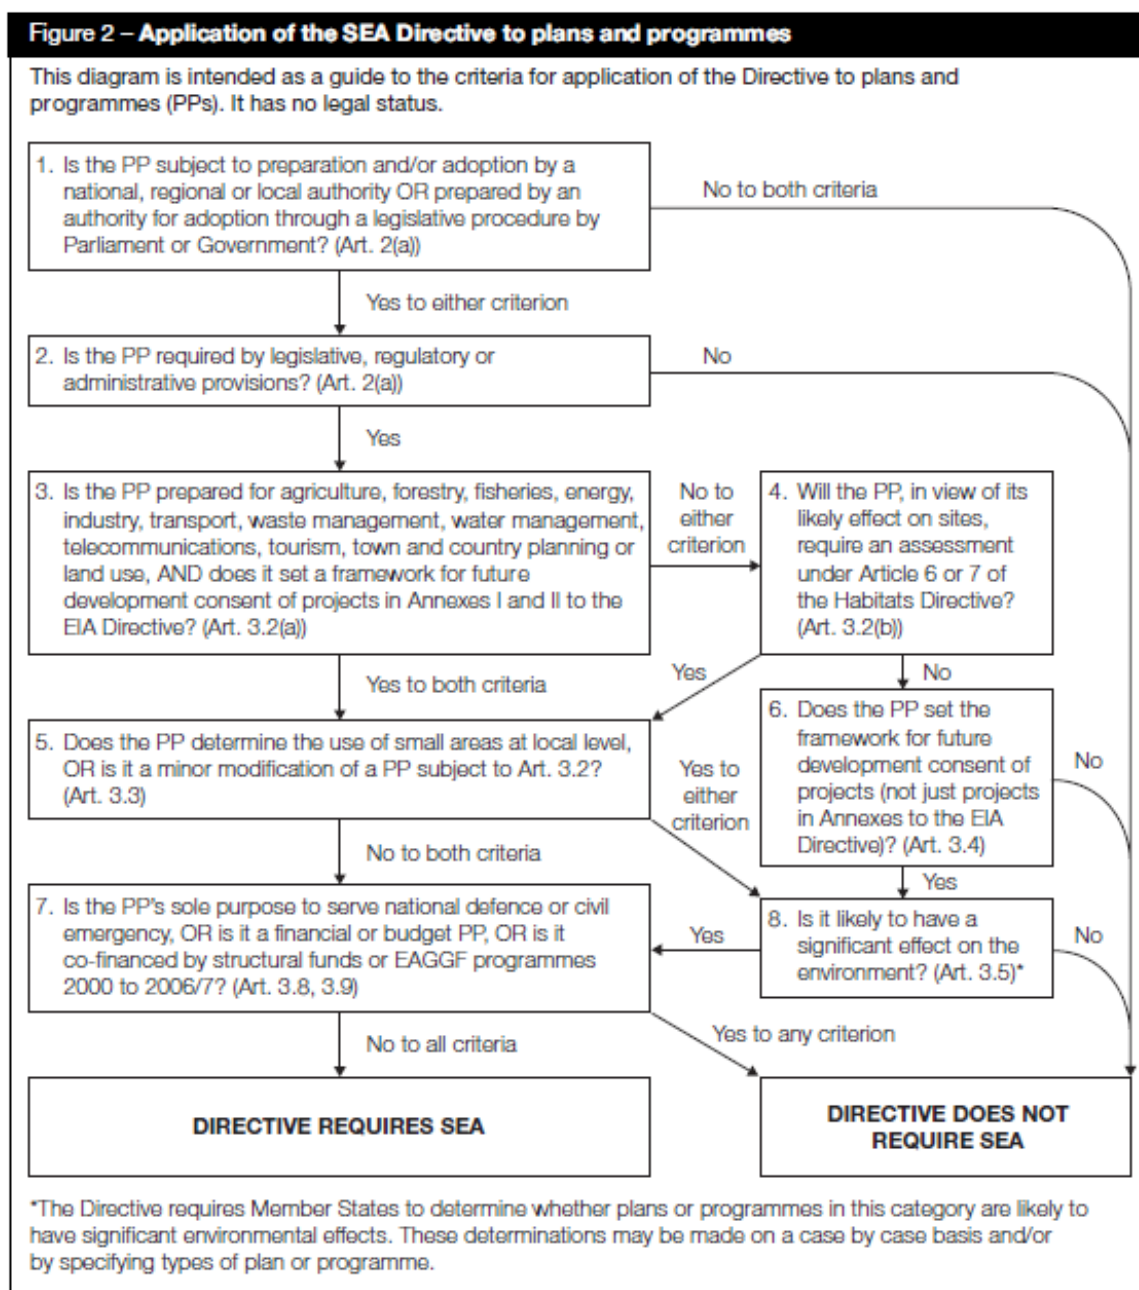 Figure 2 – Application of the SEA Directive to plans and programmes
This diagram is intended as a guide to the criteria for application of the Directive to plans and
programmes (PPs). It has no legal status.
1. Is the PP subject to preparation and/or adoption by a
national, regional or local authority OR prepared by an
authority for adoption through a legislative procedure by
Parliament or Government? (Art. 2(a))
No to both criteria
Yes to either criterion
2. Is the PP required by legislative, regulatory or
administrative provisions? (Art. 2(a))
No
Yes
3. Is the PP prepared for agriculture, forestry, fisheries, energy,
industry, transport, waste management, water management,
telecommunications, tourism, town and country planning or
land use, AND does it set a framework for future
development consent of projects in Annexes I and II to the
EIA Directive? (Art. 3.2(a))
No to
either
criterion
4. Will the PP, in view of its
likely effect on sites,
require an assessment
under Article 6 or 7 of
the Habitats Directive?
(Art. 3.2(b))
Yes to both criteria
Yes
No
5. Does the PP determine the use of small areas at local level,
OR is it a minor modification of a PP subject to Art. 3.2?
(Art. 3.3)
Yes to
either
criterion
6. Does the PP set the
framework for future
development consent of
projects (not just projects
in Annexes to the EIA
Directive)? (Art. 3.4)
No
No to both criteria
Yes
7. Is the PP's sole purpose to serve national defence or civil
emergency, OR is it a financial or budget PP, OR is it
co-financed by structural funds or EAGGF programmes
2000 to 2006/7? (Art. 3.8, 3.9)
Yes
8. Is it likely to have a
significant effect on the
environment? (Art. 3.5)*
No
No to all criteria
Yes to any criterion
DIRECTIVE REQUIRES SEA
DIRECTIVE DOES NOT
REQUIRE SEA
*The Directive requires Member States to determine whether plans or programmes in this category are likely to
have significant environmental effects. These determinations may be made on a case by case basis and/or
by specifying types of plan or programme.